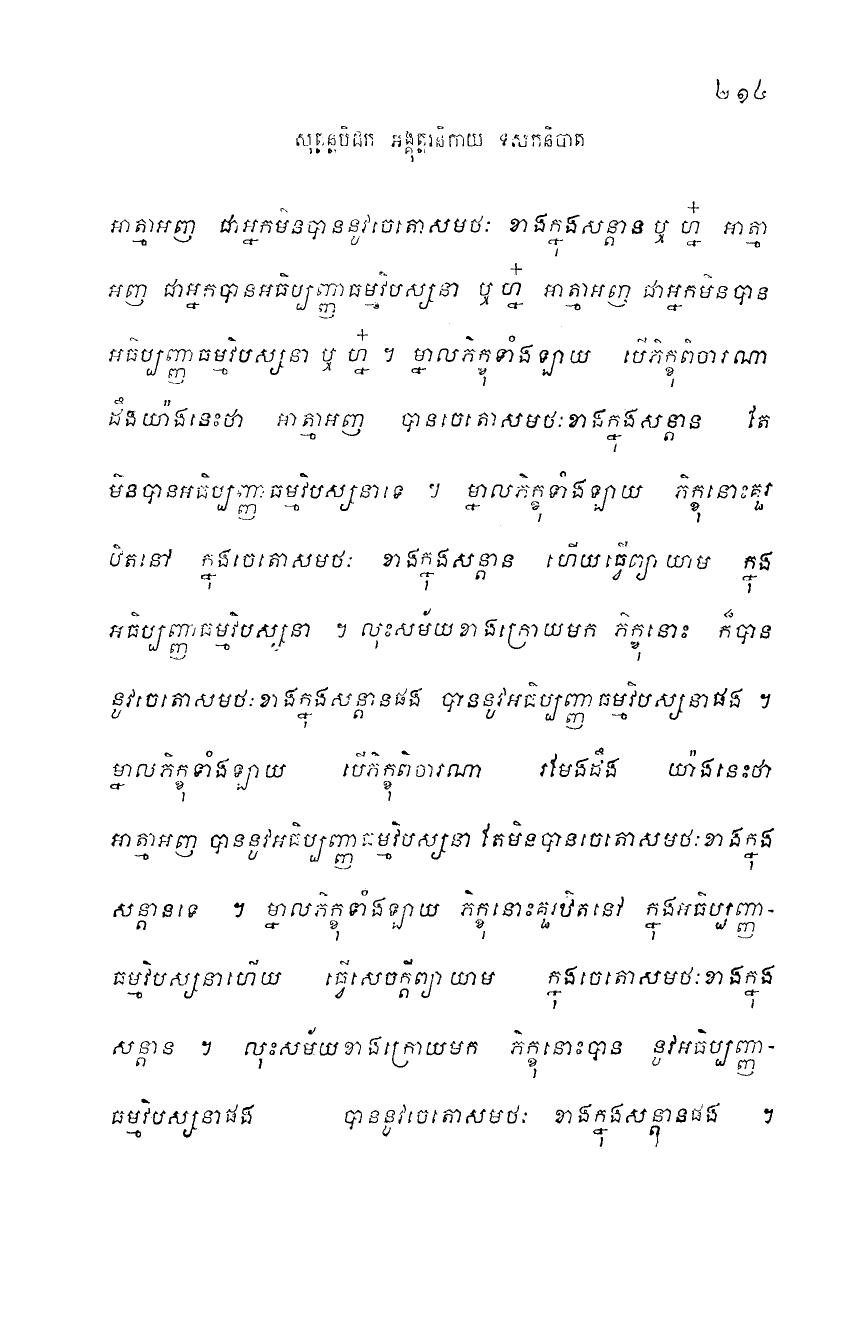 ២១៤
សុត្តន្តបិដក អង្គុត្តរនិកាយ ទសកនិបាត
អាត្មាអញ ជាអ្នកមិនបាននូវចេតោសមថៈ ខាងក្នុងសន្តាន ឬ ហ្ន៎ អាត្មា
អញ ជាអ្នកបានអធិប្បញ្ញាធម្មវិបស្សនា ឬ ហ្ន៎ អាត្មាអញ ជាអ្នកមិនបាន
អធិប្បញ្ញាធម្មវិបស្សនា ឬ ហ្ន៎ ។ ម្នាលភិក្ខុទាំងឡាយ បើភិក្ខុពិចារណា
ដឹងយ៉ាងនេះថា អាត្មាអញ បានចេតោសមថៈខាងក្នុងសន្តាន តែ
មិនបានអធិប្បញ្ញាធម្មវិបស្សនាទេ ។ ម្នាលភិក្ខុទាំងឡាយ ភិក្ខុនោះគួរ
ឋិតនៅ ក្នុងចេតោសមថៈ ខាងក្នុងសន្តាន ហើយធ្វើព្យាយាម ក្នុង
អធិប្បញ្ញាធម្មវិបស្សនា ។ លុះសម័យខាងក្រោយមក ភិក្ខុនោះ ក៏បាន
នូវចេតោសមថៈខាងក្នុងសន្តានផង បាននូវអធិប្បញ្ញាធម្មវិបស្សនាផង ។
ម្នាលភិក្ខុទាំងឡាយ បើភិក្ខុពិចារណា រមែងដឹង យ៉ាងនេះថា
អាត្មាអញ បាននូវអធិប្បញ្ញាធម្មវិបស្សនា តែមិនបានចេតោសមថៈខាងក្នុង
សន្តានទេ ។ ម្នាលភិក្ខុទាំងឡាយ ភិក្ខុនោះគួរឋិតនៅ ក្នុងអធិប្បញ្ញា-
ធម្មវិបស្សនាហើយ ធ្វើសេចក្តីព្យាយាម ក្នុងចេតោសមថៈខាងក្នុង
សន្តាន ។ លុះសម័យខាងក្រោយមក ភិក្ខុនោះបាន នូវអធិប្បញ្ញា-
ធម្មវិបស្សនាផង បាននូវចេតោសមថៈ ខាងក្នុងសន្តានផង ។